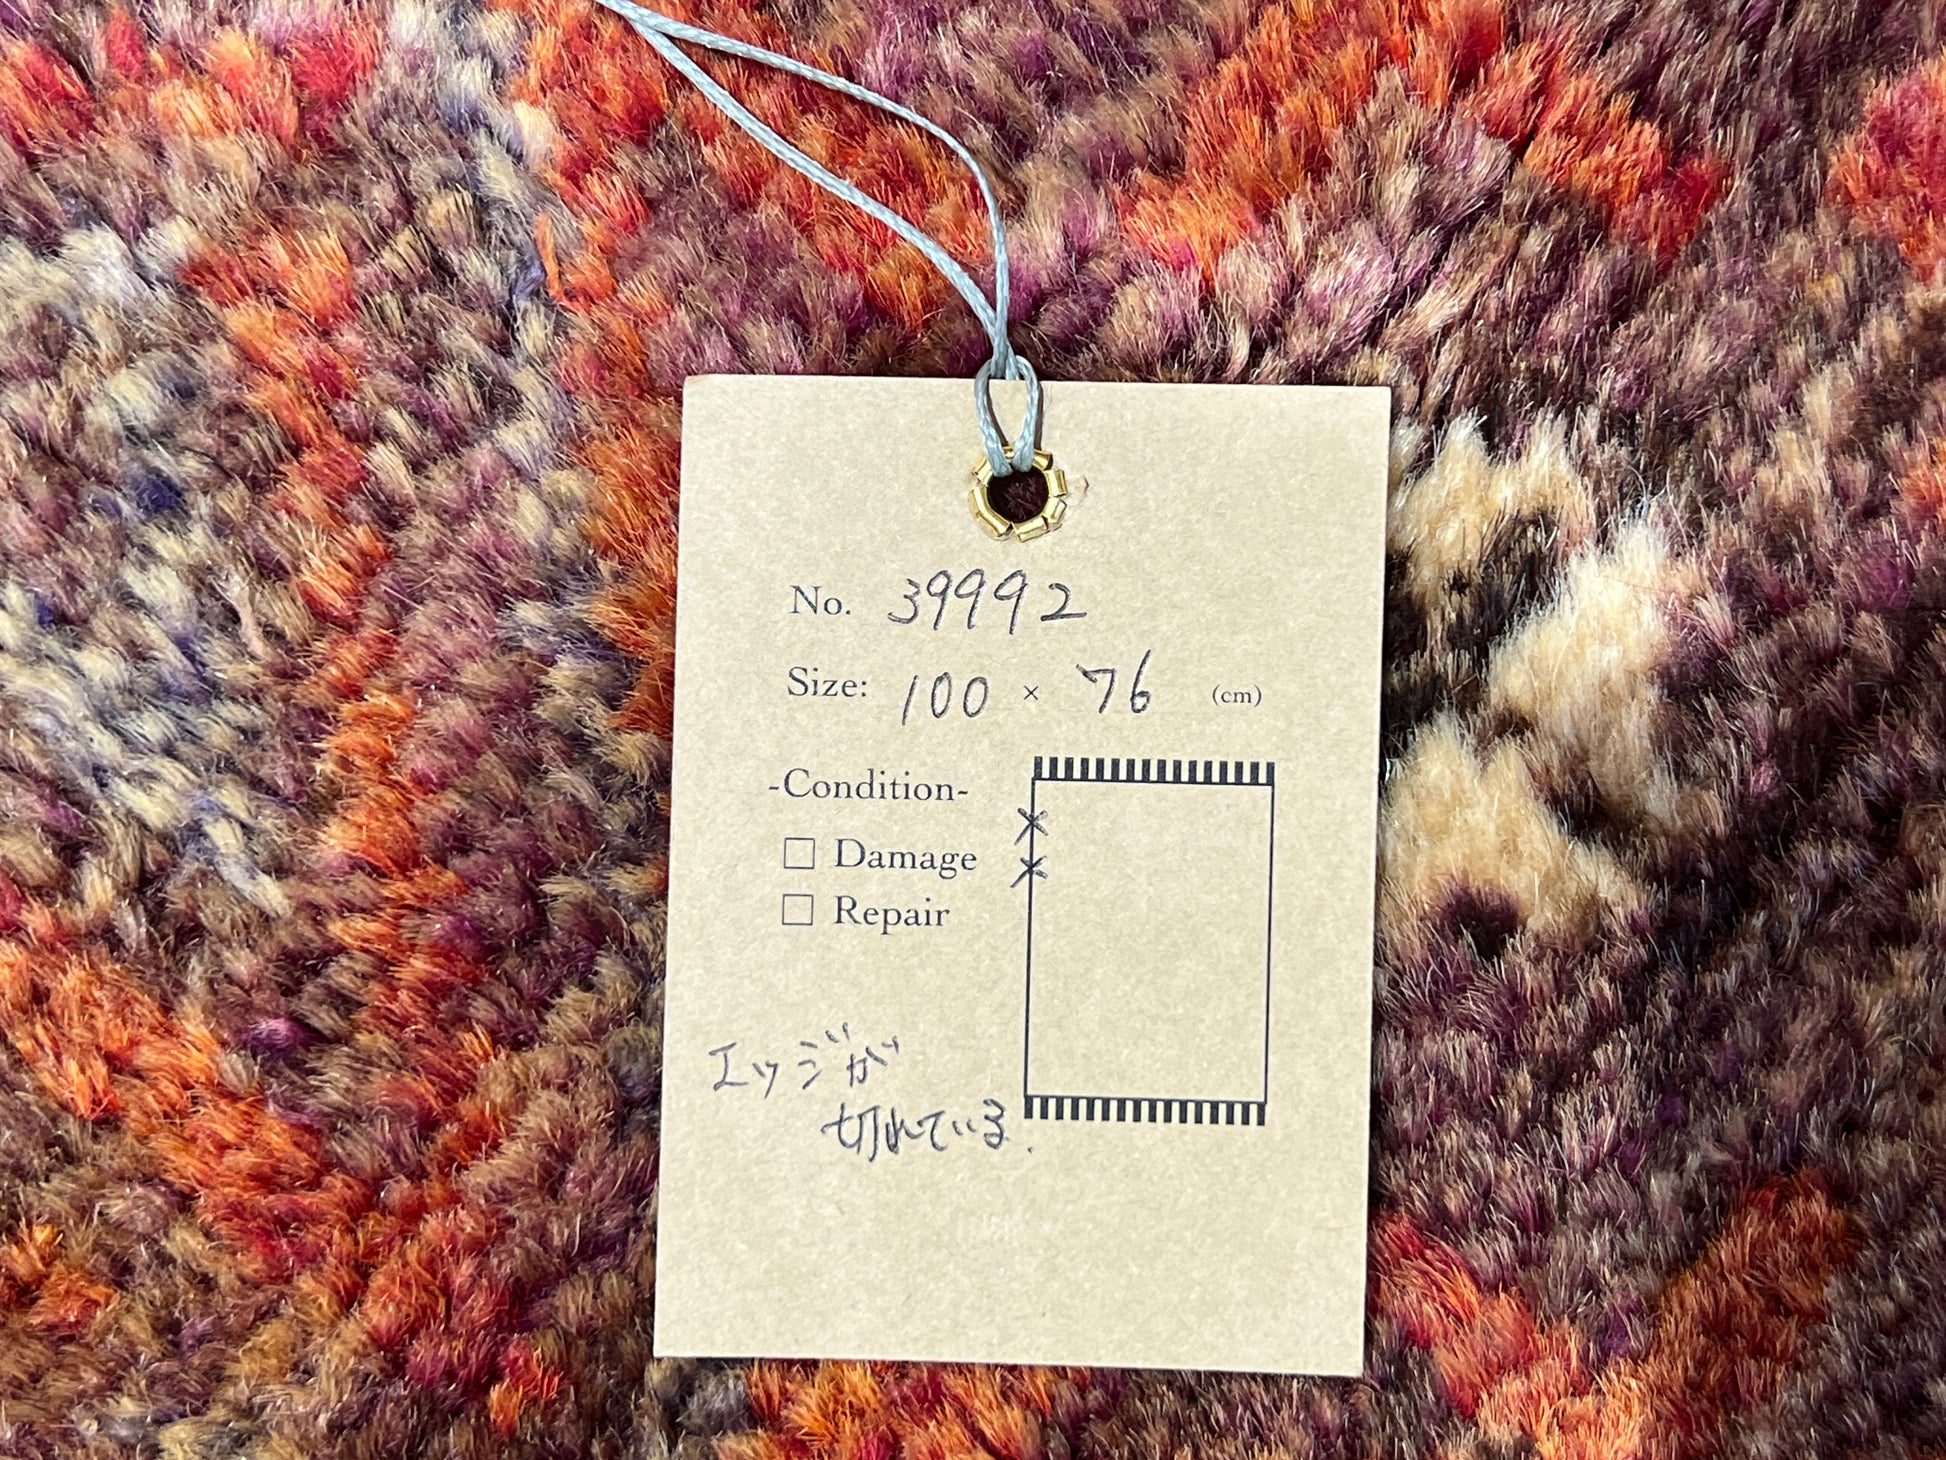 No. 39992
Size: 100 × 76 (cm)
-Condition-
□ Damage
□ Repair
エッジが
切れている.